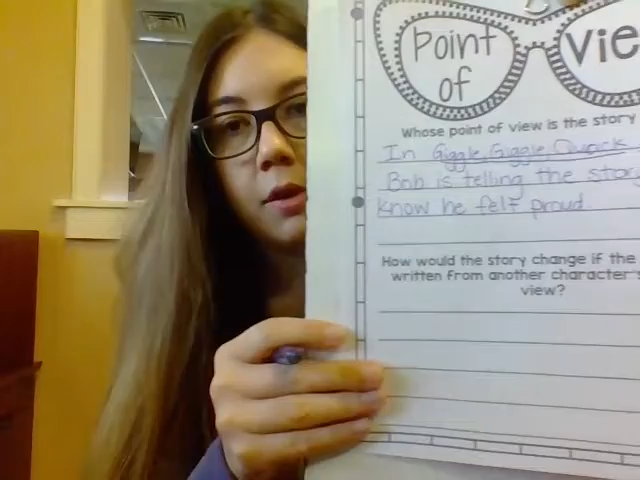 Point Vie
of
Whose point of view is the story
In Giggle, Giggle, Quack
Bob is telling the story
know he felt proud.
How would the story change if the
written from another character's
view?